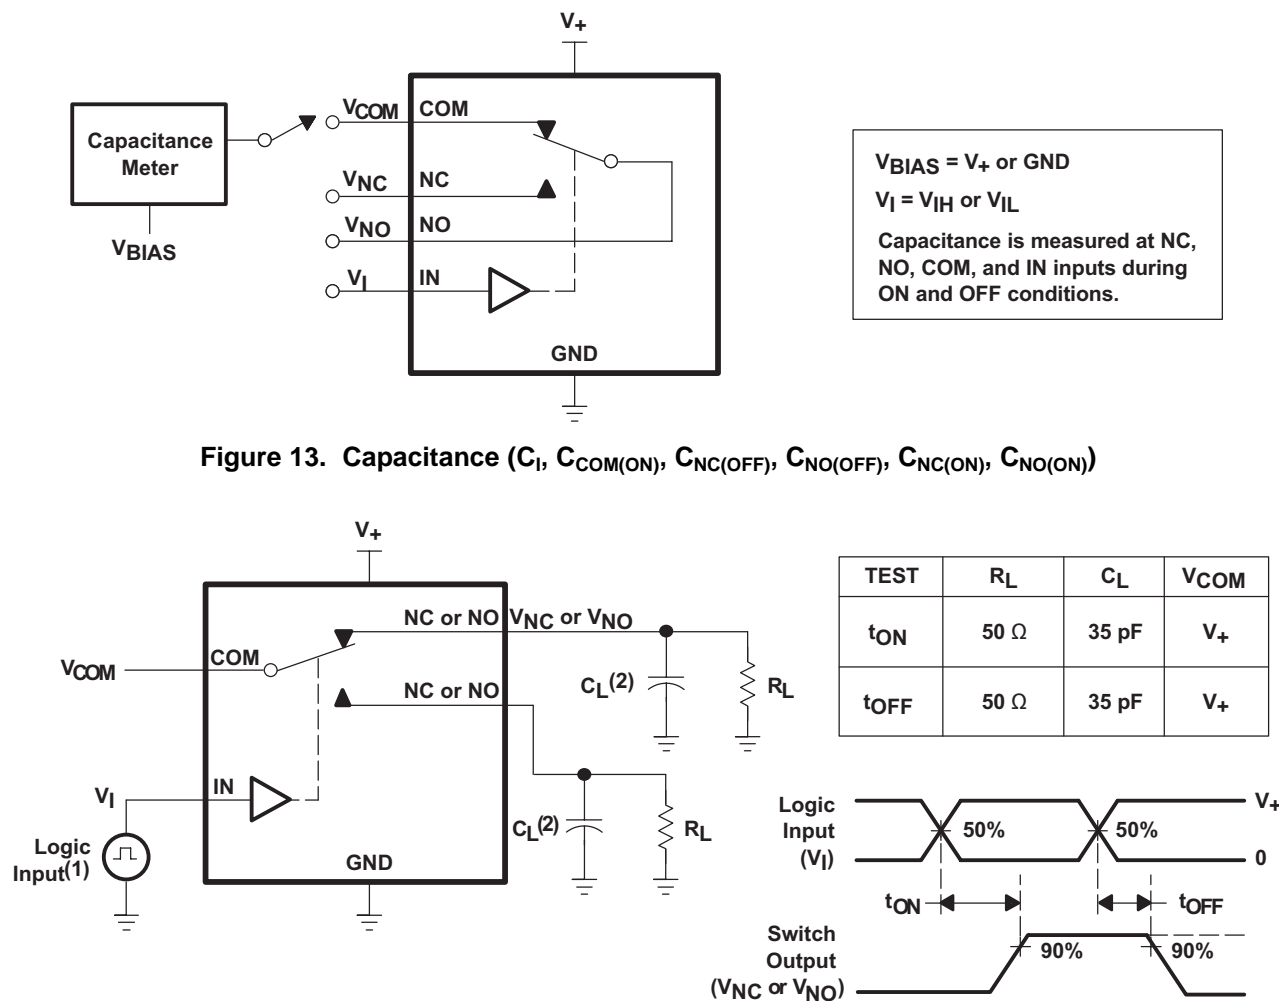 V+
Capacitance
Meter
VBIAS
VCOM COM
VNC NC
VNO NO
VI IN
GND
VBIAS = V+ or GND
VI = VIH or VIL
Capacitance is measured at NC,
NO, COM, and IN inputs during
ON and OFF conditions.
Figure 13. Capacitance (CI, CCOM(ON), CNC(OFF), CNO(OFF), CNC(ON), CNO(ON))
V+
NC or NO VNC or VNO
VCOM COM
CL(2) RL
NC or NO
VI IN
CL(2) RL
Logic
Input(1)
GND
TEST RL CL VCOM
tON 50 Ω 35 pF V+
tOFF 50 Ω 35 pF V+
Logic
Input
(VI)
50% 50%
V+
0
tON tOFF
Switch
Output
(VNC or VNO)
90% 90%